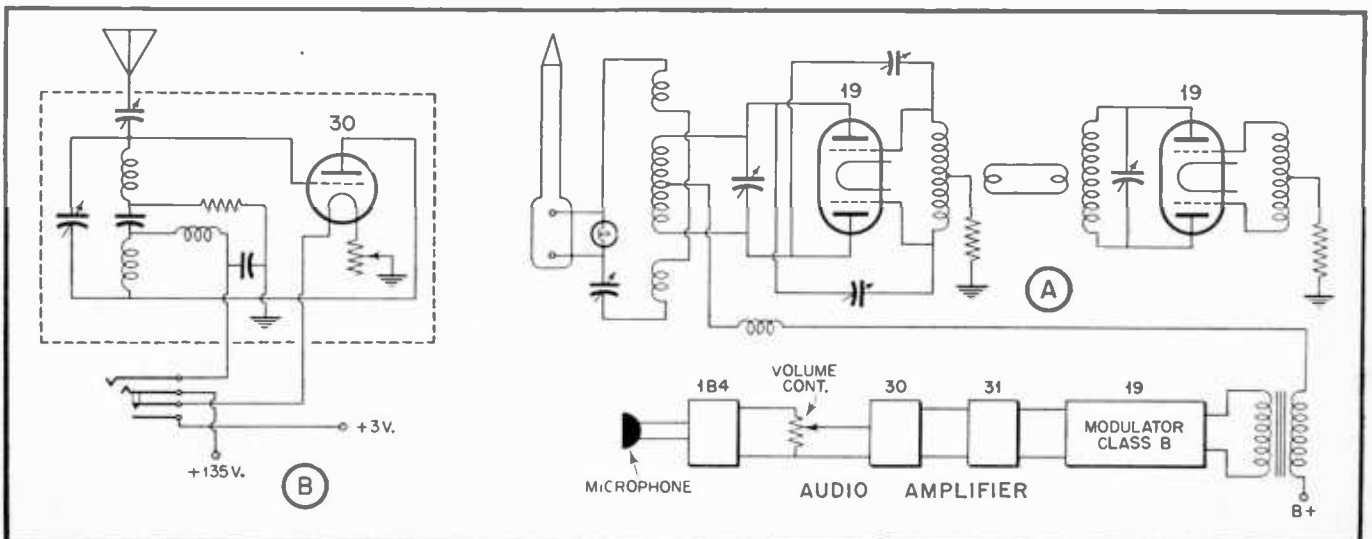 30
+3V.
+135V.
B
19
19
A
1B4
VOLUME
CONT.
30
31
19
MODULATOR
CLASS B
MICROPHONE
AUDIO AMPLIFIER
B+